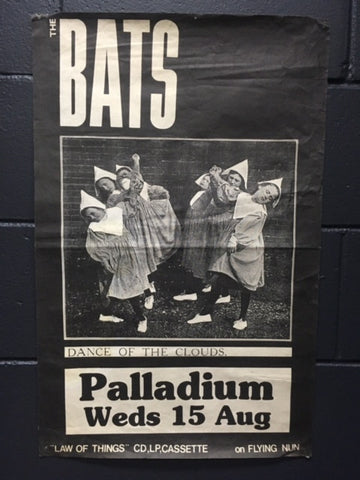 THE
BATS
DANCE OF THE CLOUDS.
Palladium
Weds 15 Aug
"LAW OF THINGS" CD,LP,CASSETTE on FLYING NUN